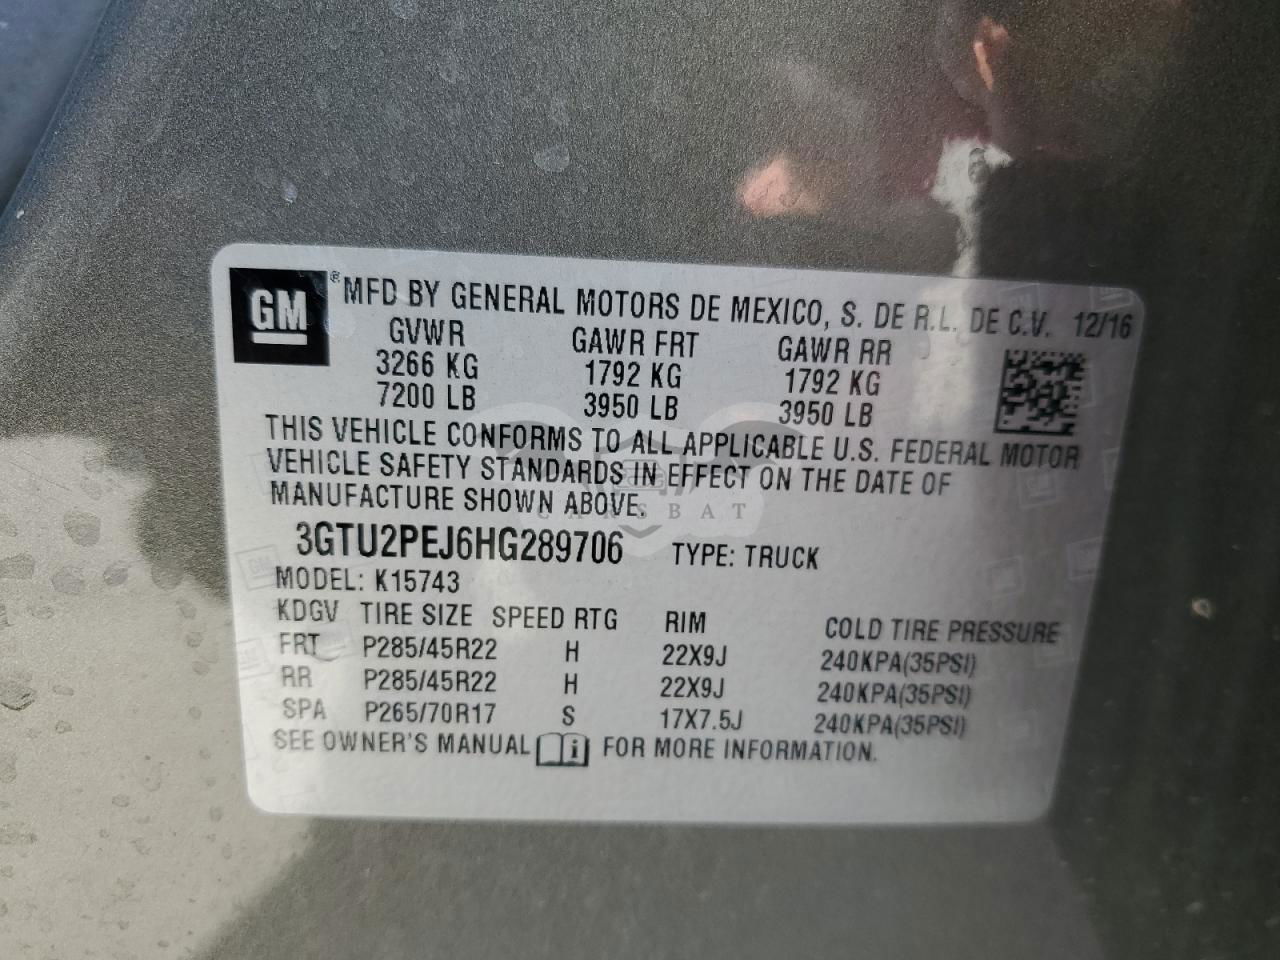 GM
® MFD BY GENERAL MOTORS DE MEXICO, S. DE R.L. DE C.V. 12/16
GVWR GAWR FRT GAWR RR
3266 KG 1792 KG 1792 KG
7200 LB 3950 LB 3950 LB
THIS VEHICLE CONFORMS TO ALL APPLICABLE U.S. FEDERAL MOTOR
VEHICLE SAFETY STANDARDS IN EFFECT ON THE DATE OF
MANUFACTURE SHOWN ABOVE.
CARSBAT
3GTU2PEJ6HG289706 TYPE: TRUCK
MODEL: K15743
KDGV TIRE SIZE SPEED RTG RIM COLD TIRE PRESSURE
FRT P285/45R22 H 22X9J 240KPA(35PSI)
RR P285/45R22 H 22X9J 240KPA(35PSI)
SPA P265/70R17 S 17X7.5J 240KPA(35PSI)
SEE OWNER'S MANUAL i FOR MORE INFORMATION.